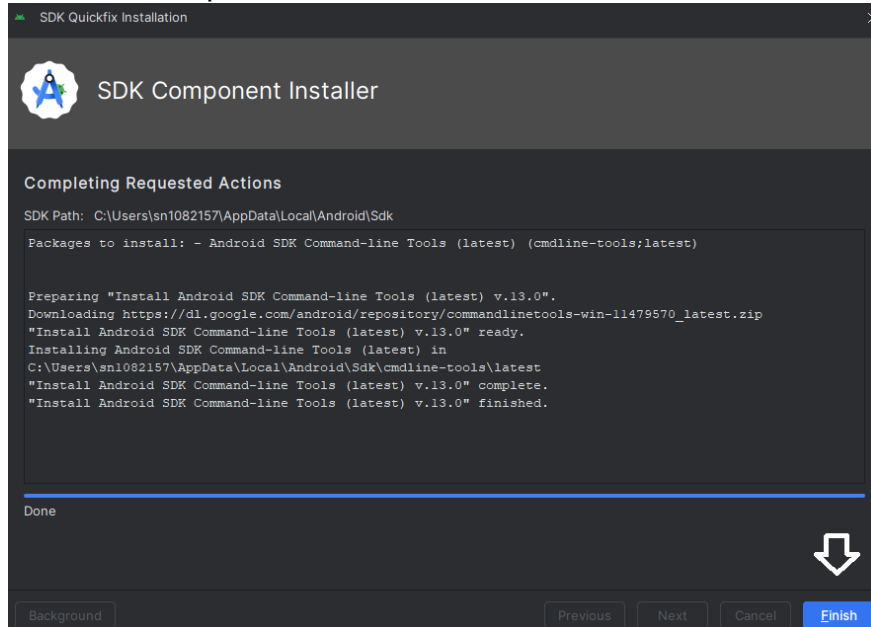 SDK Quickfix Installation
SDK Component Installer
Completing Requested Actions
SDK Path: C:\Users\sn1082157\AppData\Local\Android\Sdk
Packages to install: - Android SDK Command-line Tools (latest) (cmdline-tools;latest)
Preparing "Install Android SDK Command-line Tools (latest) v.13.0".
Downloading https://dl.google.com/android/repository/commandlinetools-win-11479570_latest.zip
"Install Android SDK Command-line Tools (latest) v.13.0" ready.
Installing Android SDK Command-line Tools (latest) in
C:\Users\sn1082157\AppData\Local\Android\Sdk\cmdline-tools\latest
"Install Android SDK Command-line Tools (latest) v.13.0" complete.
"Install Android SDK Command-line Tools (latest) v.13.0" finished.
Done
Background Previous Next Cancel Finish